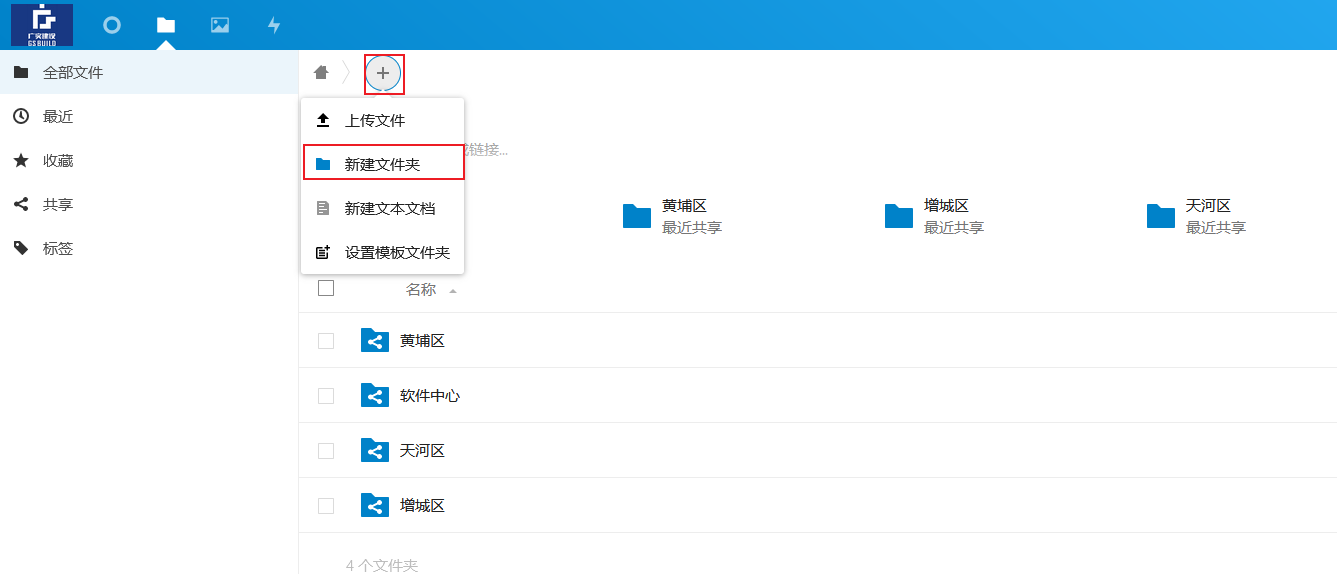 广实建设
GSBUILD
全部文件
最近
收藏
共享
标签
上传文件
新建文件夹
新建文本文档
设置模板文件夹
链接...
黄埔区
最近共享
增城区
最近共享
天河区
最近共享
名称
黄埔区
软件中心
天河区
增城区
4 个文件夹